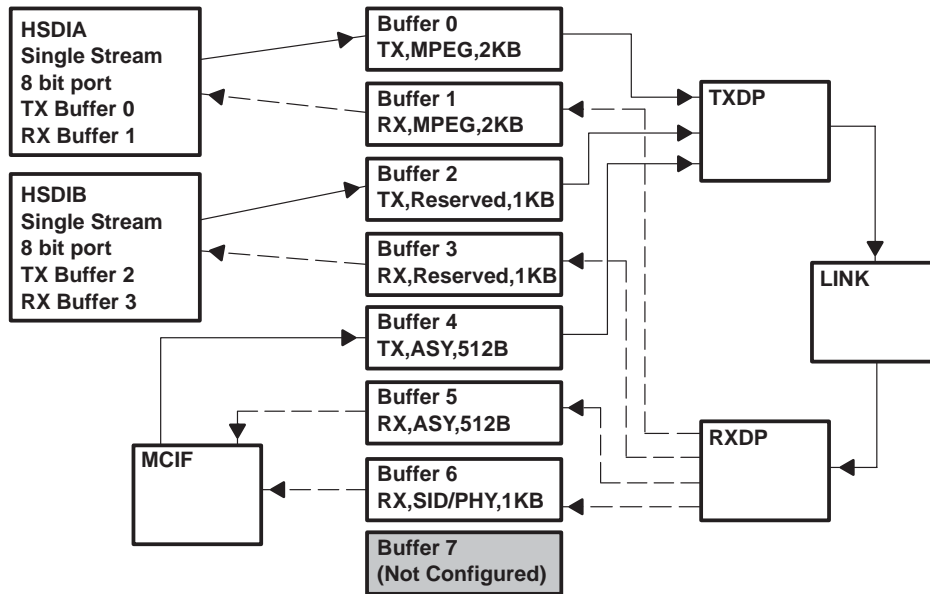 HSDIA
Single Stream
8 bit port
TX Buffer 0
RX Buffer 1
HSDIB
Single Stream
8 bit port
TX Buffer 2
RX Buffer 3
MCIF
Buffer 0
TX,MPEG,2KB
Buffer 1
RX,MPEG,2KB
Buffer 2
TX,Reserved,1KB
Buffer 3
RX,Reserved,1KB
Buffer 4
TX,ASY,512B
Buffer 5
RX,ASY,512B
Buffer 6
RX,SID/PHY,1KB
Buffer 7
(Not Configured)
TXDP
LINK
RXDP